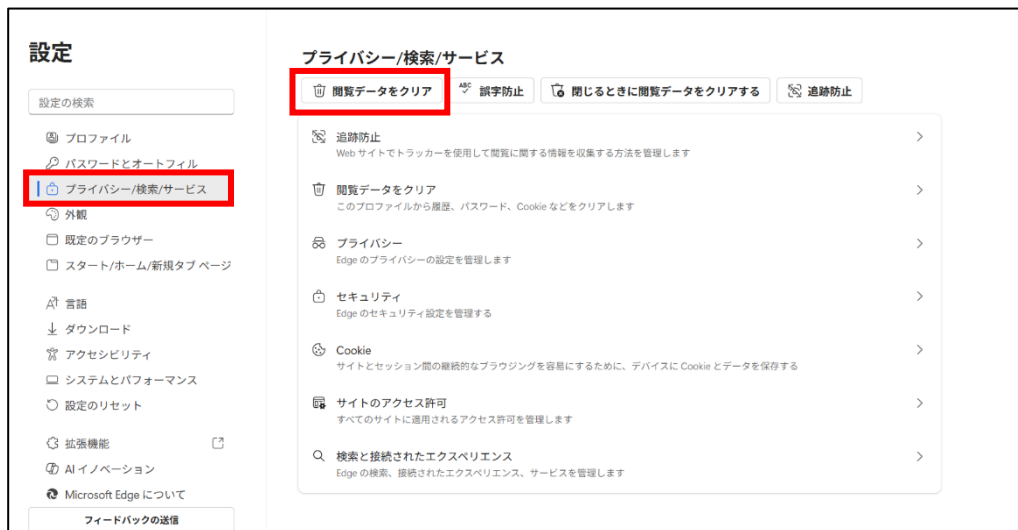 設定
設定の検索
プロファイル
パスワードとオートフィル
プライバシー/検索/サービス
外観
既定のブラウザー
スタート/ホーム/新規タブ ページ
言語
ダウンロード
アクセシビリティ
システムとパフォーマンス
設定のリセット
拡張機能
AI イノベーション
Microsoft Edge について
フィードバックの送信
プライバシー/検索/サービス
閲覧データをクリア
ABC 誤字防止
閉じるときに閲覧データをクリアする
追跡防止
追跡防止
Web サイトでトラッカーを使用して閲覧に関する情報を収集する方法を管理します
閲覧データをクリア
このプロファイルから履歴、パスワード、Cookie などをクリアします
プライバシー
Edge のプライバシーの設定を管理します
セキュリティ
Edge のセキュリティ設定を管理する
Cookie
サイトとセッション間の継続的なブラウジングを容易にするために、デバイスに Cookie とデータを保存する
サイトのアクセス許可
すべてのサイトに適用されるアクセス許可を管理します
検索と接続されたエクスペリエンス
Edge の検索、接続されたエクスペリエンス、サービスを管理します